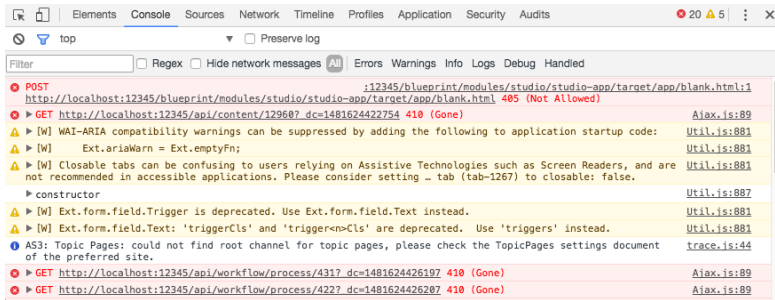 Elements Console Sources Network Timeline Profiles Application Security Audits 20 5
top Preserve log
Filter Regex Hide network messages All Errors Warnings Info Logs Debug Handled
POST :12345/blueprint/modules/studio/studio-app/target/app/blank.html:1
http://localhost:12345/blueprint/modules/studio/studio-app/target/app/blank.html 405 (Not Allowed)
GET http://localhost:12345/api/content/12960?_dc=1481624422754 410 (Gone) Ajax.js:89
[W] WAI-ARIA compatibility warnings can be suppressed by adding the following to application startup code: Util.js:881
[W] Ext.ariaWarn = Ext.emptyFn; Util.js:881
[W] Closable tabs can be confusing to users relying on Assistive Technologies such as Screen Readers, and are Util.js:881
not recommended in accessible applications. Please consider setting … tab (tab-1267) to closable: false.
constructor Util.js:887
[W] Ext.form.field.Trigger is deprecated. Use Ext.form.field.Text instead. Util.js:881
[W] Ext.form.field.Text: 'triggerCls' and 'trigger<n>Cls' are deprecated. Use 'triggers' instead. Util.js:881
AS3: Topic Pages: could not find root channel for topic pages, please check the TopicPages settings document trace.js:44
of the preferred site.
GET http://localhost:12345/api/workflow/process/431?_dc=1481624426197 410 (Gone) Ajax.js:89
GET http://localhost:12345/api/workflow/process/422?_dc=1481624426207 410 (Gone) Ajax.js:89